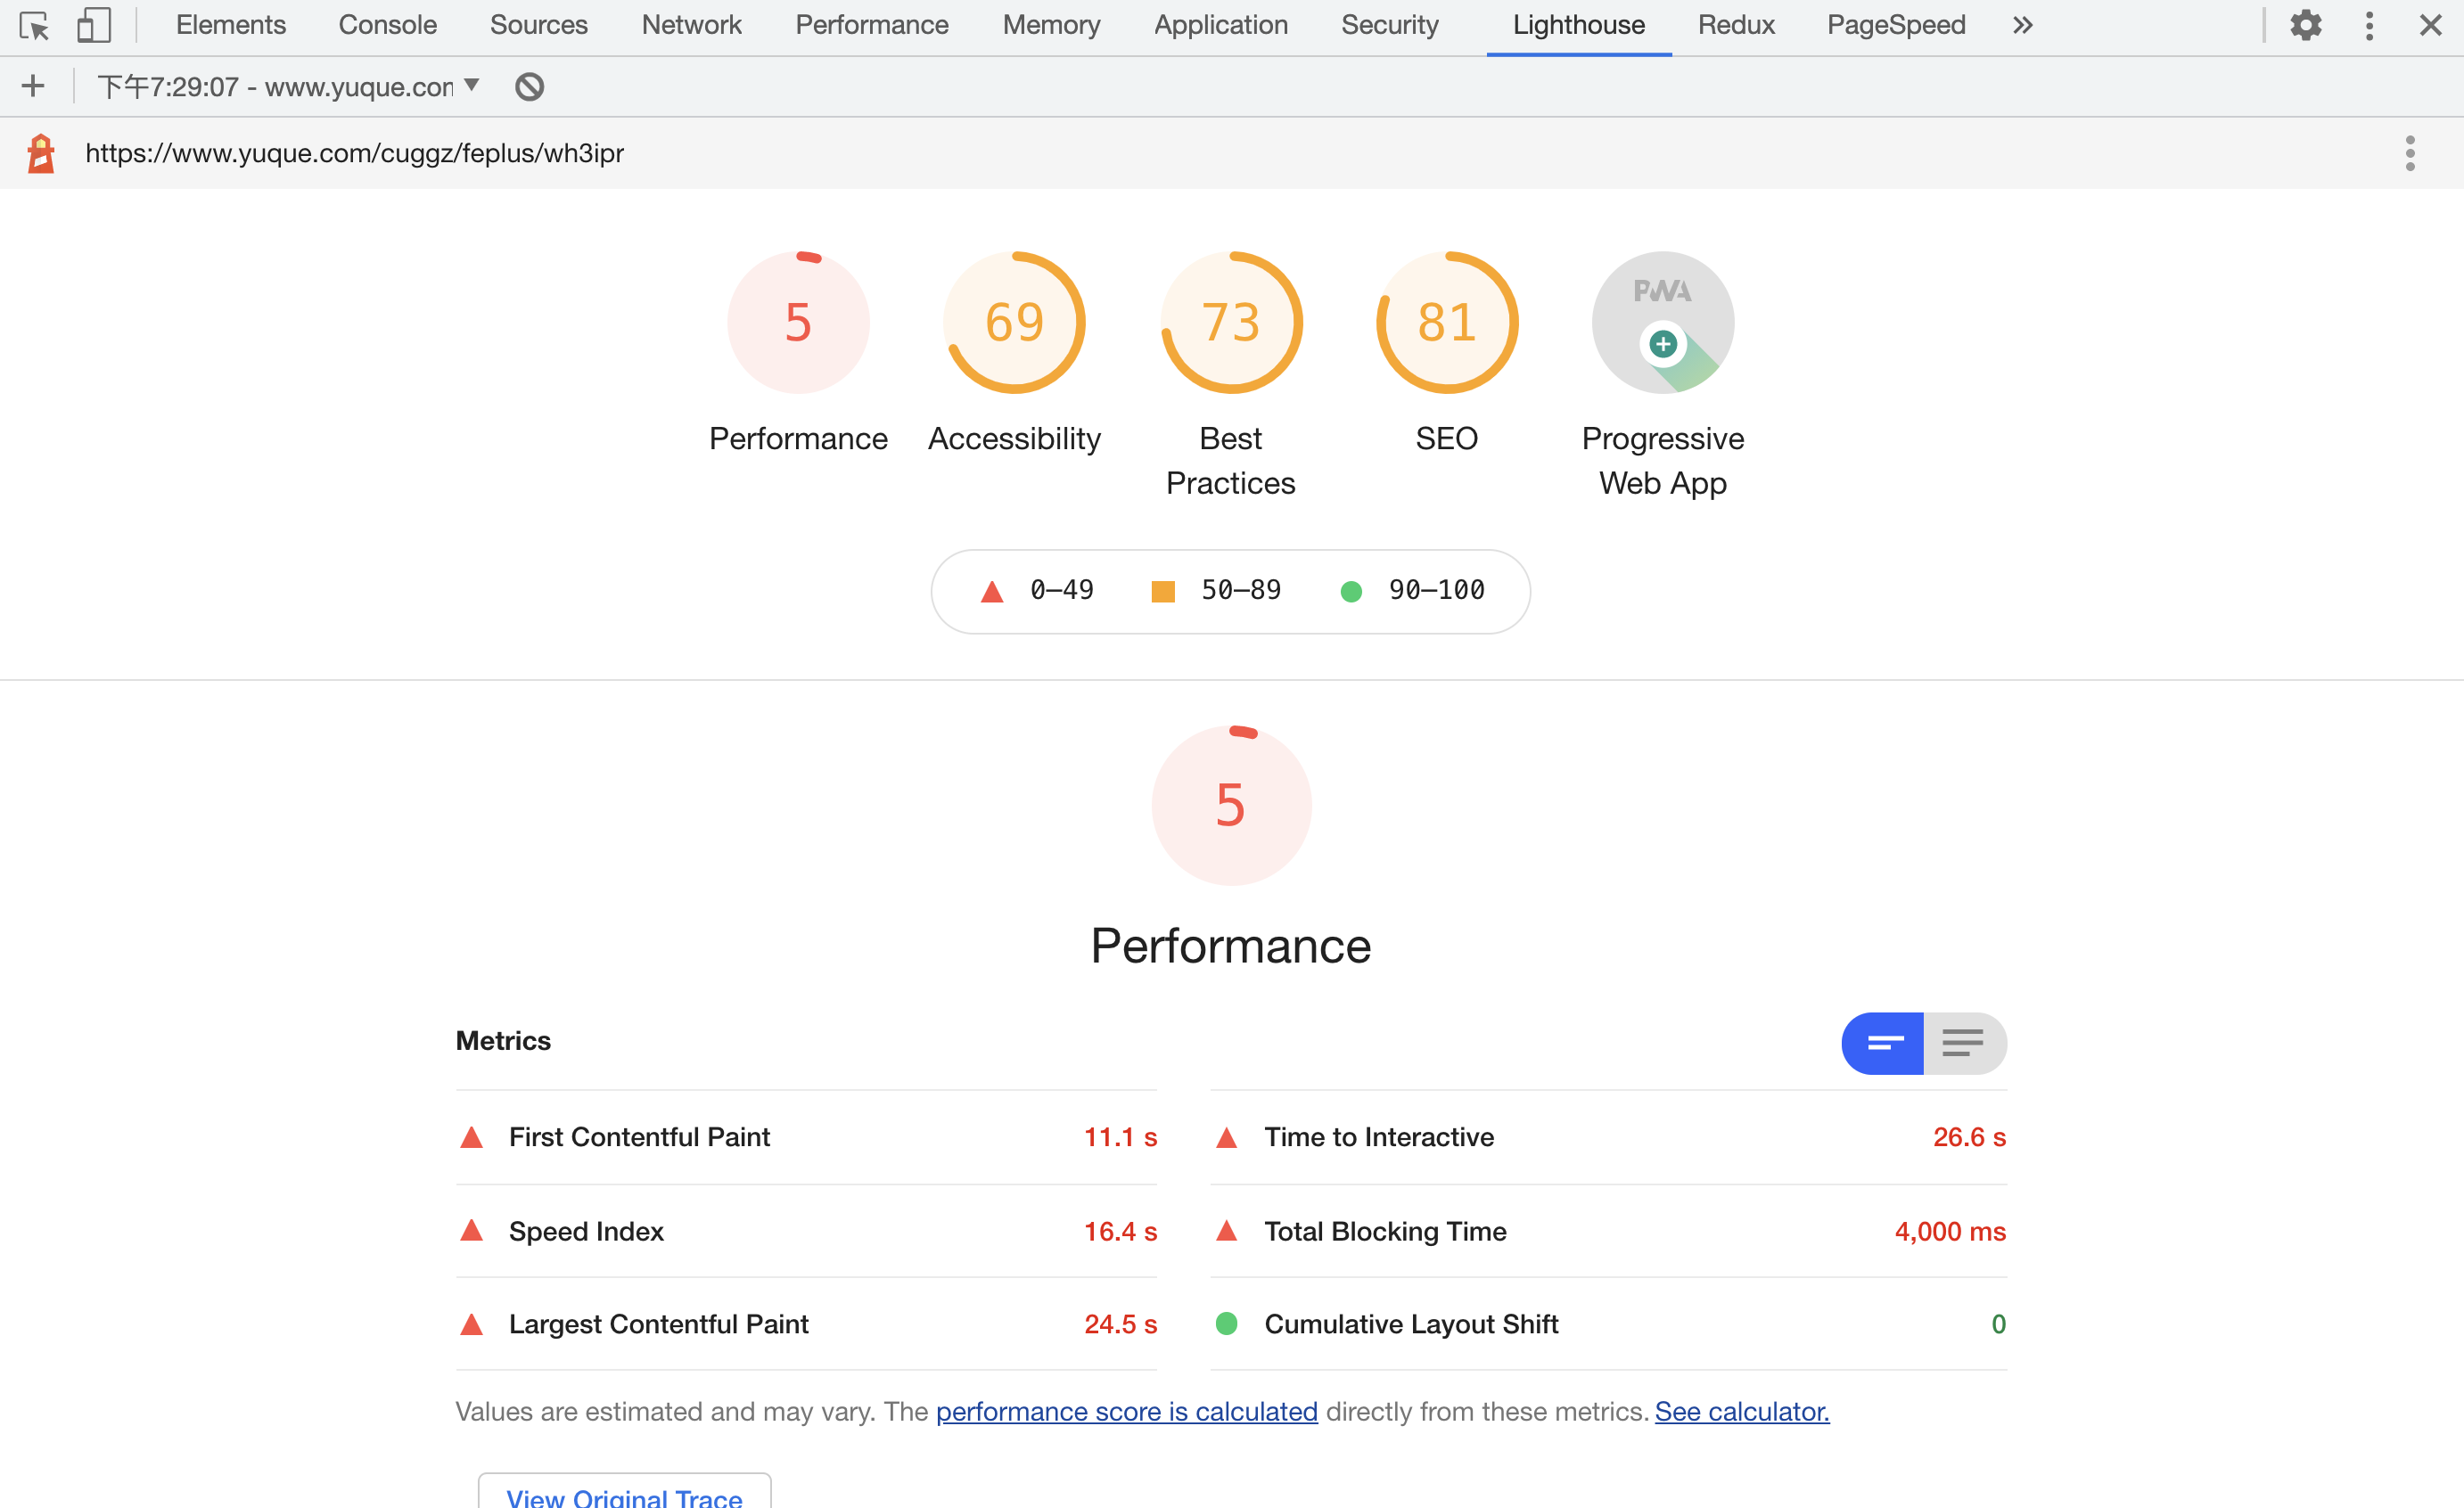 Elements Console Sources Network Performance Memory Application Security Lighthouse Redux PageSpeed »
下午7:29:07 - www.yuque.con
https://www.yuque.com/cuggz/feplus/wh3ipr
5 69 73 81 PWA
Performance Accessibility Best Practices SEO Progressive Web App
0–49 50–89 90–100
5
Performance
Metrics
First Contentful Paint 11.1 s
Time to Interactive 26.6 s
Speed Index 16.4 s
Total Blocking Time 4,000 ms
Largest Contentful Paint 24.5 s
Cumulative Layout Shift 0
Values are estimated and may vary. The performance score is calculated directly from these metrics. See calculator.
View Original Trace